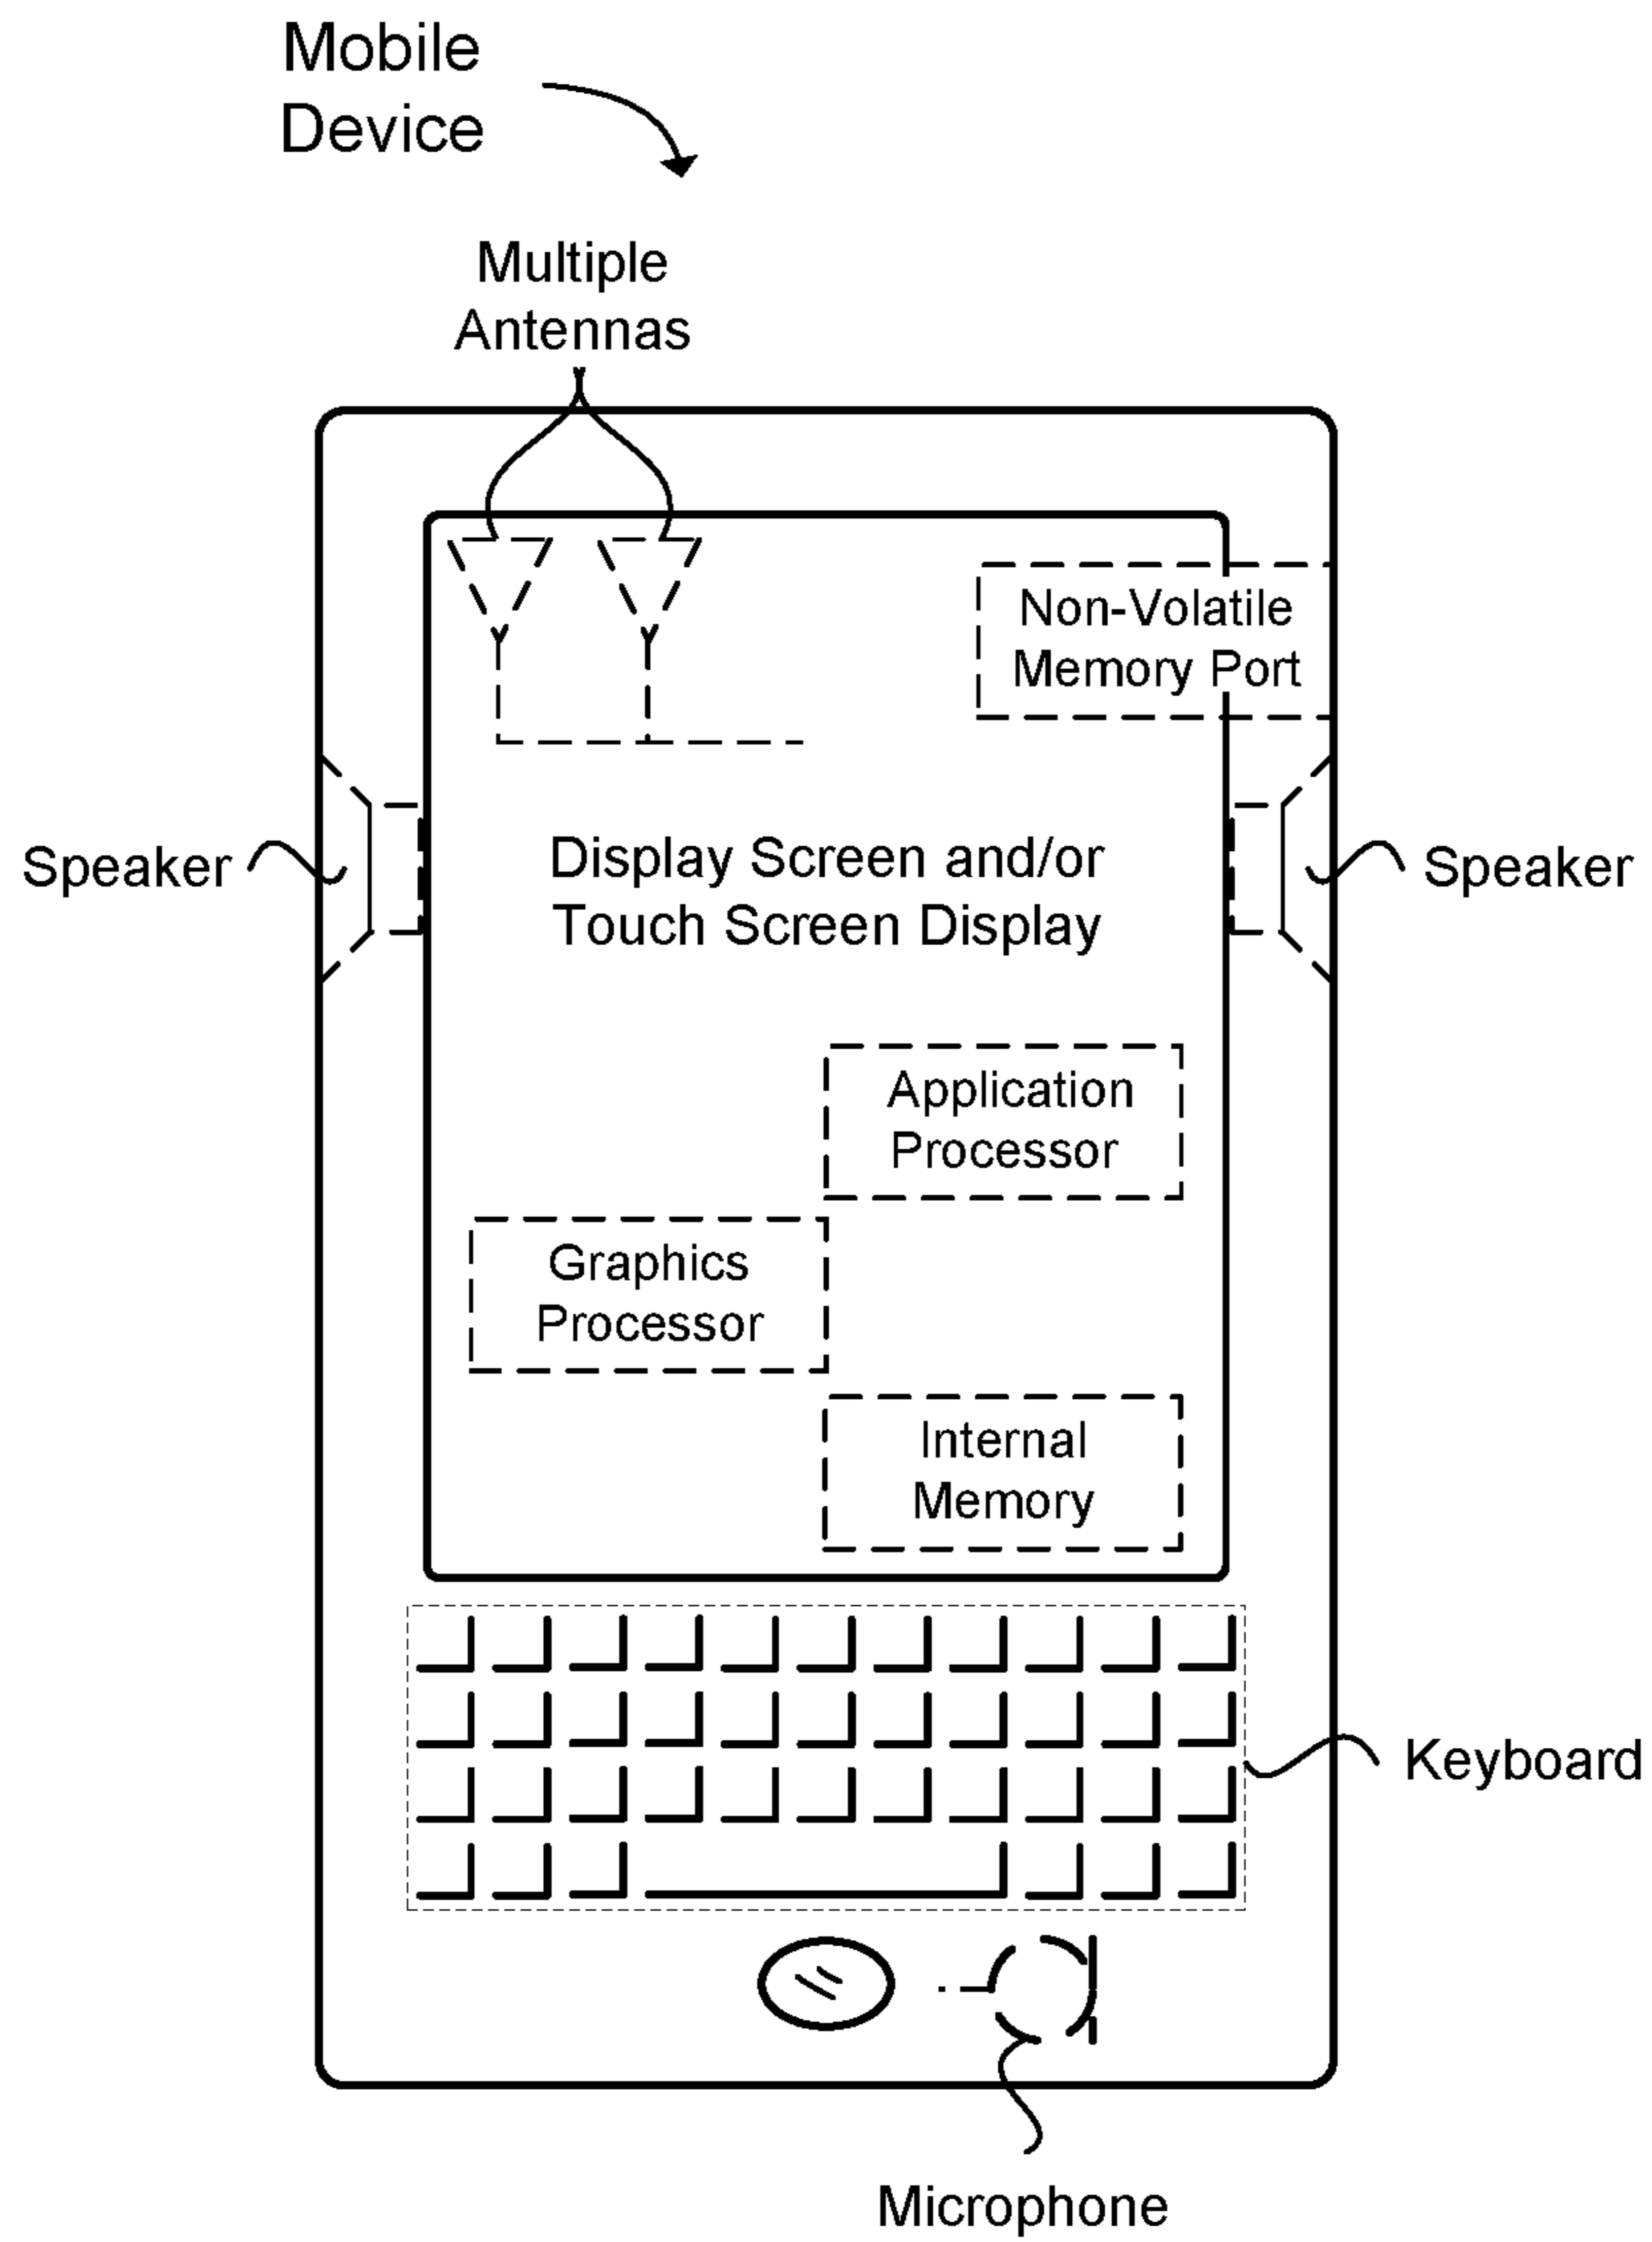 Mobile
Device
Multiple
Antennas
Non-Volatile
Memory Port
Speaker
Display Screen and/or
Touch Screen Display
Speaker
Application
Processor
Graphics
Processor
Internal
Memory
Keyboard
Microphone